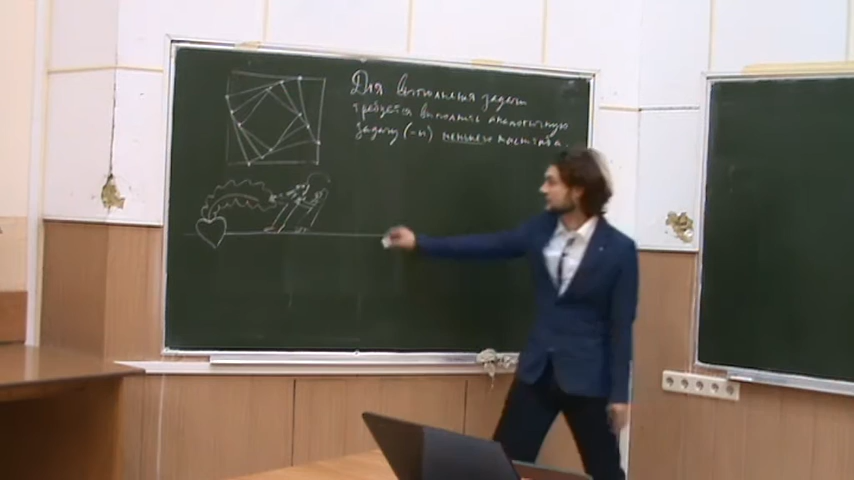 Для выполнения задачи
требуется выполнить аналогичную
задачу (-и) меньшего масштаба.